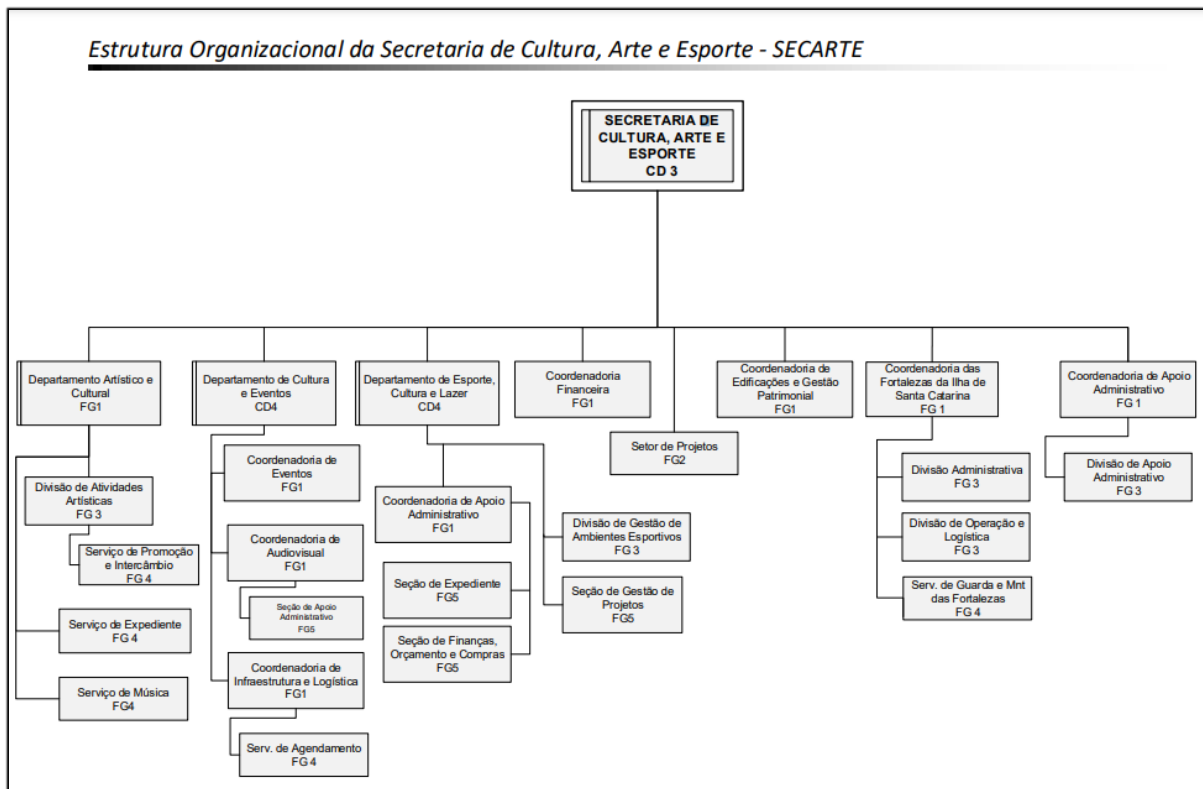 Estrutura Organizacional da Secretaria de Cultura, Arte e Esporte - SECARTE
SECRETARIA DE
CULTURA, ARTE E
ESPORTE
CD 3
Departamento Artístico e
Cultural
FG1
Divisão de Atividades
Artísticas
FG 3
Serviço de Promoção
e Intercâmbio
FG 4
Serviço de Expediente
FG 4
Serviço de Música
FG4
Departamento de Cultura
e Eventos
CD4
Coordenadoria de
Eventos
FG1
Coordenadoria de
Audiovisual
FG1
Seção de Apoio
Administrativo
FG5
Coordenadoria de
Infraestrutura e Logística
FG1
Serv. de Agendamento
FG 4
Departamento de Esporte,
Cultura e Lazer
CD4
Coordenadoria de Apoio
Administrativo
FG1
Seção de Expediente
FG5
Seção de Finanças,
Orçamento e Compras
FG5
Divisão de Gestão de
Ambientes Esportivos
FG 3
Seção de Gestão de
Projetos
FG5
Coordenadoria
Financeira
FG1
Setor de Projetos
FG2
Coordenadoria de
Edificações e Gestão
Patrimonial
FG1
Coordenadoria das
Fortalezas da Ilha de
Santa Catarina
FG 1
Divisão Administrativa
FG 3
Divisão de Operação e
Logística
FG 3
Serv. de Guarda e Mnt
das Fortalezas
FG 4
Coordenadoria de Apoio
Administrativo
FG 1
Divisão de Apoio
Administrativo
FG 3